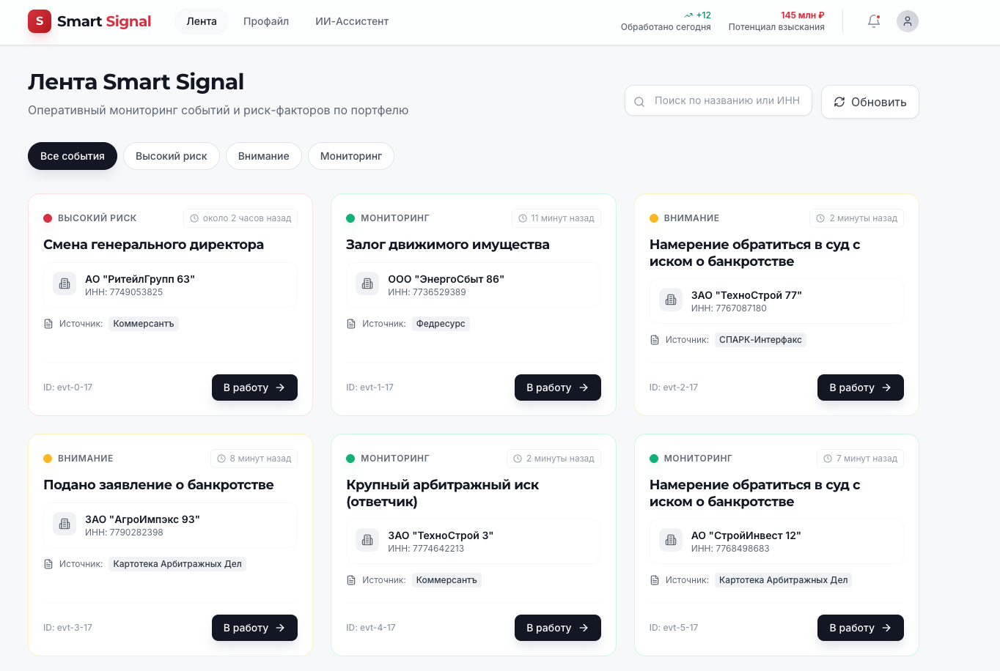 S Smart Signal
Лента
Профайл
ИИ-Ассистент
+12
Обработано сегодня
145 млн ₽
Потенциал взыскания
Лента Smart Signal
Оперативный мониторинг событий и риск-факторов по портфелю
Поиск по названию или ИНН
Обновить
Все события
Высокий риск
Внимание
Мониторинг
ВЫСОКИЙ РИСК
около 2 часов назад
Смена генерального директора
АО "РитейлГрупп 63"
ИНН: 7749053825
Источник: Коммерсантъ
ID: evt-0-17
В работу
МОНИТОРИНГ
11 минут назад
Залог движимого имущества
ООО "ЭнергоСбыт 86"
ИНН: 7736529389
Источник: Федресурс
ID: evt-1-17
В работу
ВНИМАНИЕ
2 минуты назад
Намерение обратиться в суд с
иском о банкротстве
ЗАО "ТехноСтрой 77"
ИНН: 7767087180
Источник: СПАРК-Интерфакс
ID: evt-2-17
В работу
ВНИМАНИЕ
8 минут назад
Подано заявление о банкротстве
ЗАО "АгроИмпэкс 93"
ИНН: 7790282398
Источник: Картотека Арбитражных Дел
ID: evt-3-17
В работу
МОНИТОРИНГ
2 минуты назад
Крупный арбитражный иск
(ответчик)
ЗАО "ТехноСтрой 3"
ИНН: 7774642213
Источник: Коммерсантъ
ID: evt-4-17
В работу
МОНИТОРИНГ
7 минут назад
Намерение обратиться в суд с
иском о банкротстве
АО "СтройИнвест 12"
ИНН: 7768498683
Источник: Картотека Арбитражных Дел
ID: evt-5-17
В работу